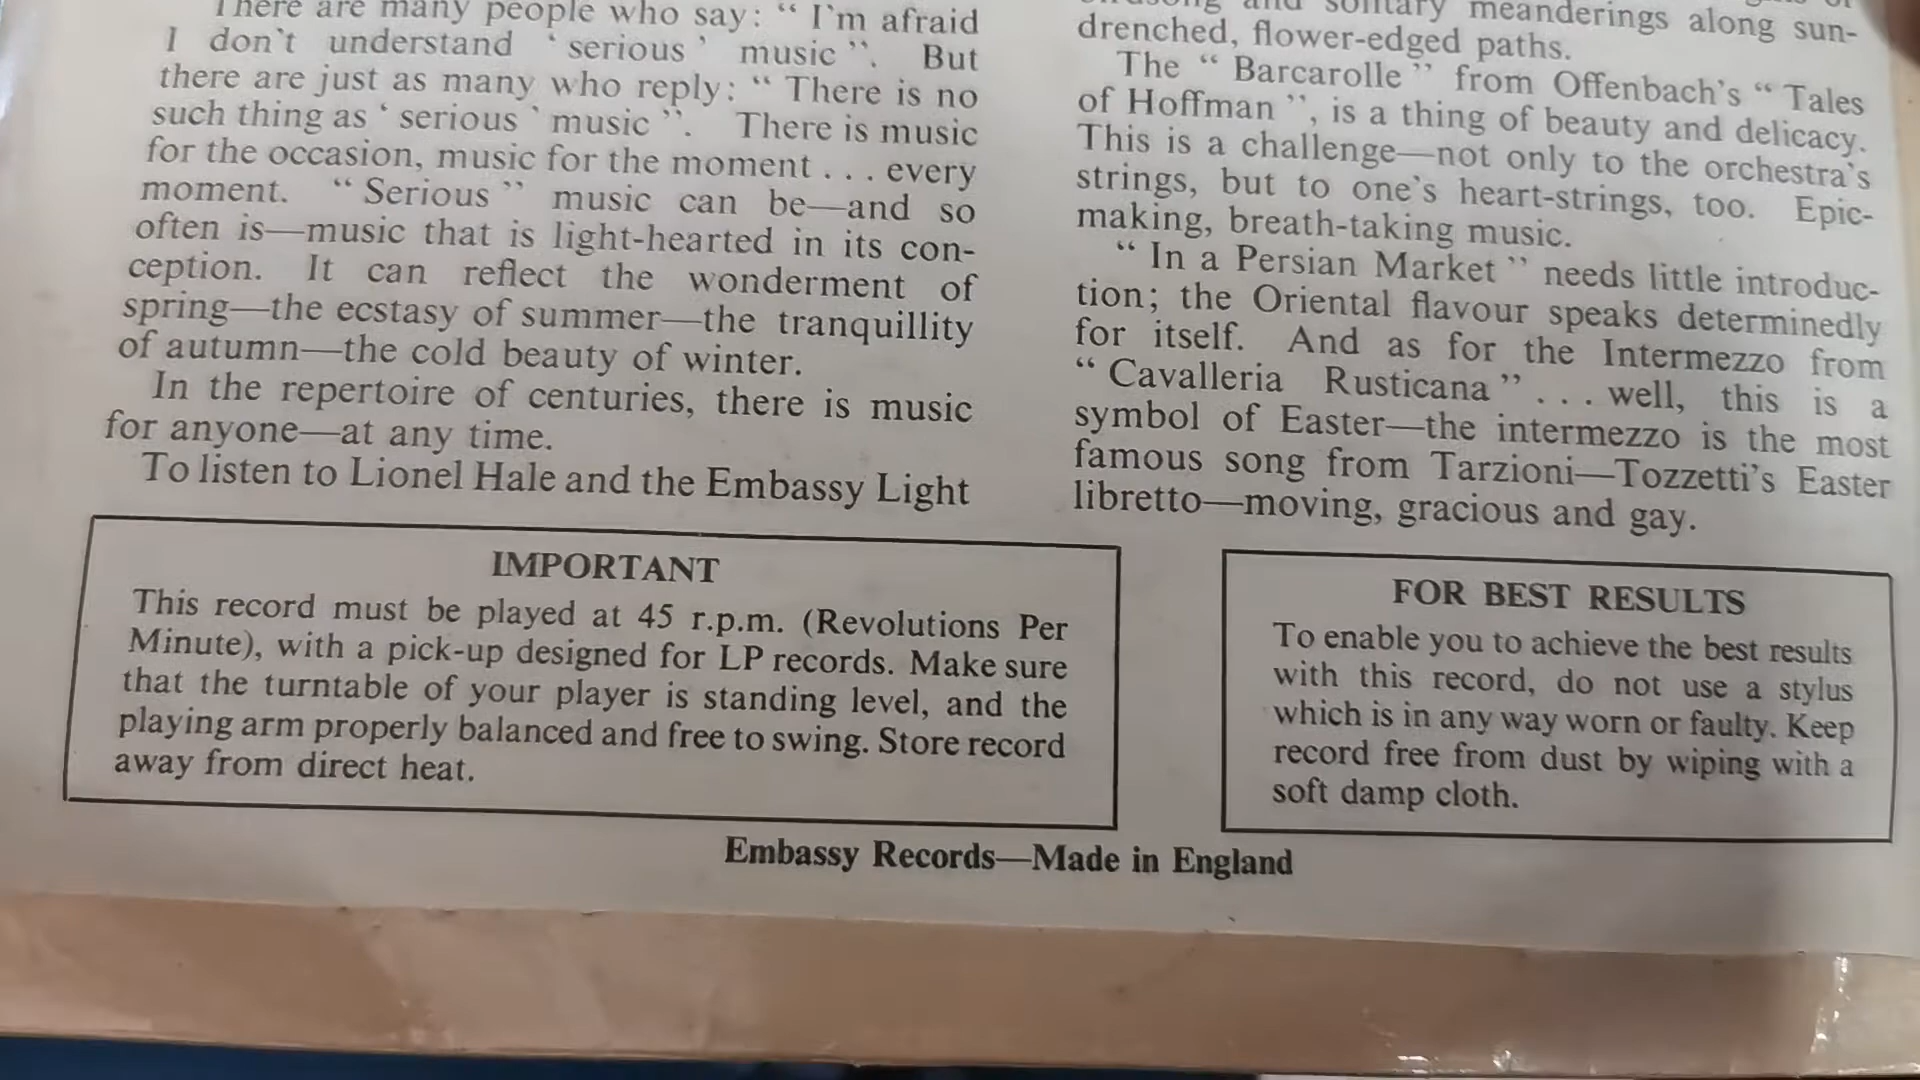 There are many people who say: “ I'm afraid
I don't understand ‘ serious ’ music ”. But
there are just as many who reply: “ There is no
such thing as ‘ serious ‘ music ”. There is music
for the occasion, music for the moment . . . every
moment. “ Serious ” music can be—and so
often is—music that is light-hearted in its con-
ception. It can reflect the wonderment of
spring—the ecstasy of summer—the tranquillity
of autumn—the cold beauty of winter.
In the repertoire of centuries, there is music
for anyone—at any time.
To listen to Lionel Hale and the Embassy Light
and solitary meanderings along sun-
drenched, flower-edged paths.
The “ Barcarolle ” from Offenbach's “ Tales
of Hoffman ”, is a thing of beauty and delicacy.
This is a challenge—not only to the orchestra's
strings, but to one's heart-strings, too. Epic-
making, breath-taking music.
“ In a Persian Market ” needs little introduc-
tion; the Oriental flavour speaks determinedly
for itself. And as for the Intermezzo from
“ Cavalleria Rusticana ” . . . well, this is a
symbol of Easter—the intermezzo is the most
famous song from Tarzioni—Tozzetti's Easter
libretto—moving, gracious and gay.
IMPORTANT
This record must be played at 45 r.p.m. (Revolutions Per
Minute), with a pick-up designed for LP records. Make sure
that the turntable of your player is standing level, and the
playing arm properly balanced and free to swing. Store record
away from direct heat.
FOR BEST RESULTS
To enable you to achieve the best results
with this record, do not use a stylus
which is in any way worn or faulty. Keep
record free from dust by wiping with a
soft damp cloth.
Embassy Records—Made in England